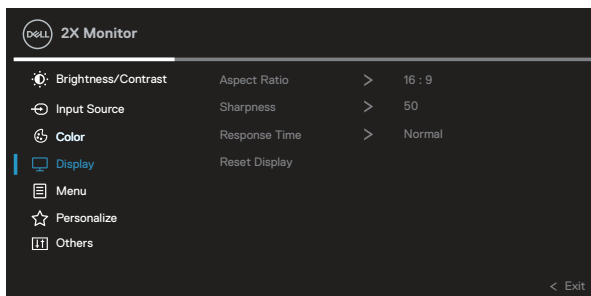 DELL 2X Monitor
Brightness/Contrast Aspect Ratio > 16 : 9
Input Source Sharpness > 50
Color Response Time > Normal
Display Reset Display
Menu
Personalize
Others
< Exit